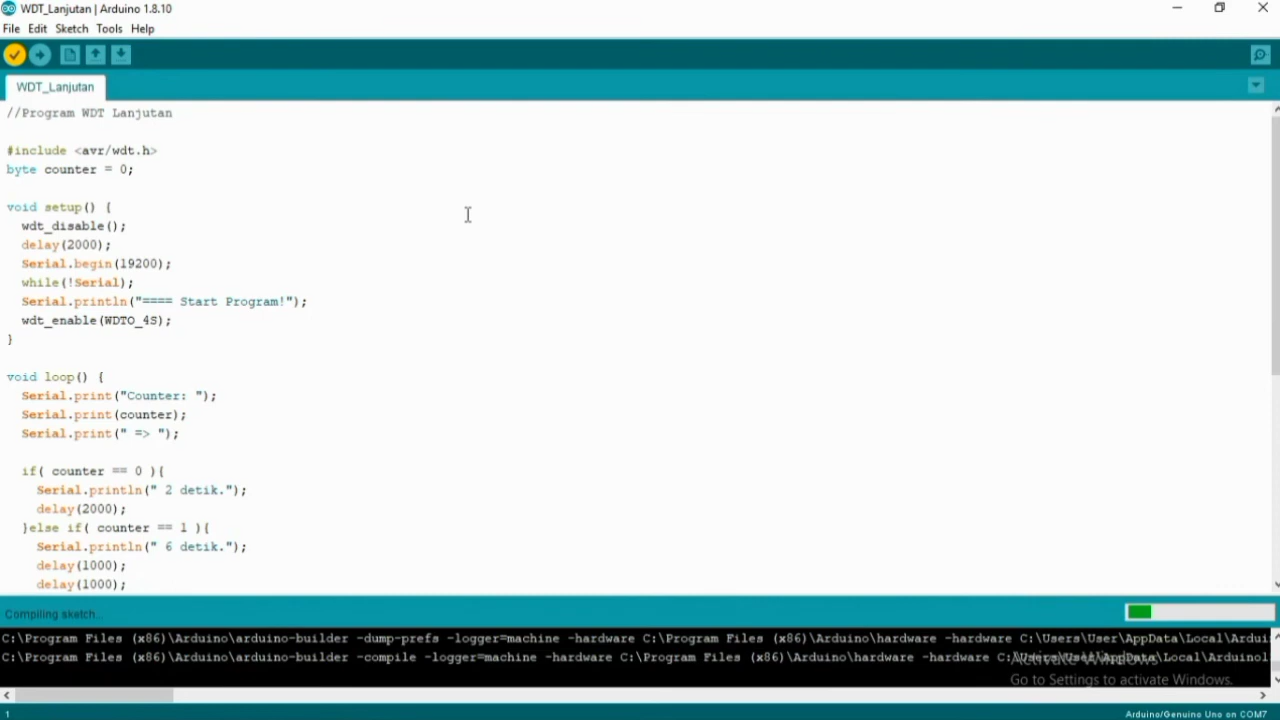 WDT_Lanjutan | Arduino 1.8.10
File Edit Sketch Tools Help
WDT_Lanjutan
//Program WDT Lanjutan
#include <avr/wdt.h>
byte counter = 0;
void setup() {
wdt_disable();
delay(2000);
Serial.begin(19200);
while(!Serial);
Serial.println("==== Start Program!");
wdt_enable(WDTO_4S);
}
void loop() {
Serial.print("Counter: ");
Serial.print(counter);
Serial.print(" => ");
if( counter == 0 ){
Serial.println(" 2 detik.");
delay(2000);
}else if( counter == 1 ){
Serial.println(" 6 detik.");
delay(1000);
delay(1000);
Compiling sketch...
C:\Program Files (x86)\Arduino\arduino-builder -dump-prefs -logger=machine -hardware C:\Program Files (x86)\Arduino\hardware -hardware C:\Users\User\AppData\Local\Ardui
C:\Program Files (x86)\Arduino\arduino-builder -compile -logger=machine -hardware C:\Program Files (x86)\Arduino\hardware -hardware C:\Users\User\AppData\Local\Arduino1
Activate Windows
Go to Settings to activate Windows.
1
Arduino/Genuino Uno on COM7